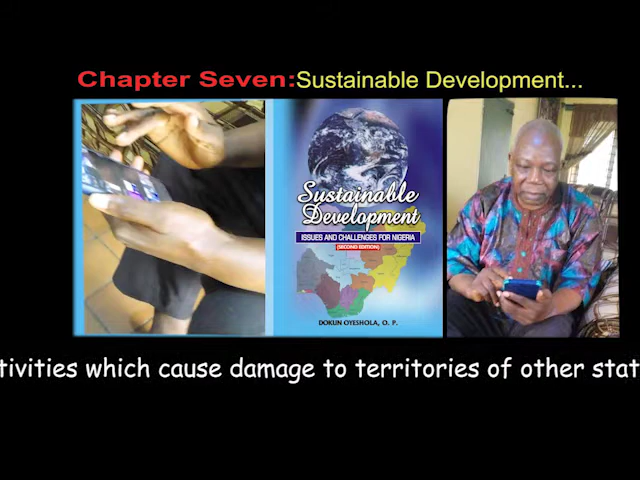 Chapter Seven:Sustainable Development...
Sustainable
Development
ISSUES AND CHALLENGES FOR NIGERIA
(SECOND EDITION)
DOKUN OYESHOLA, O. P.
tivities which cause damage to territories of other stat